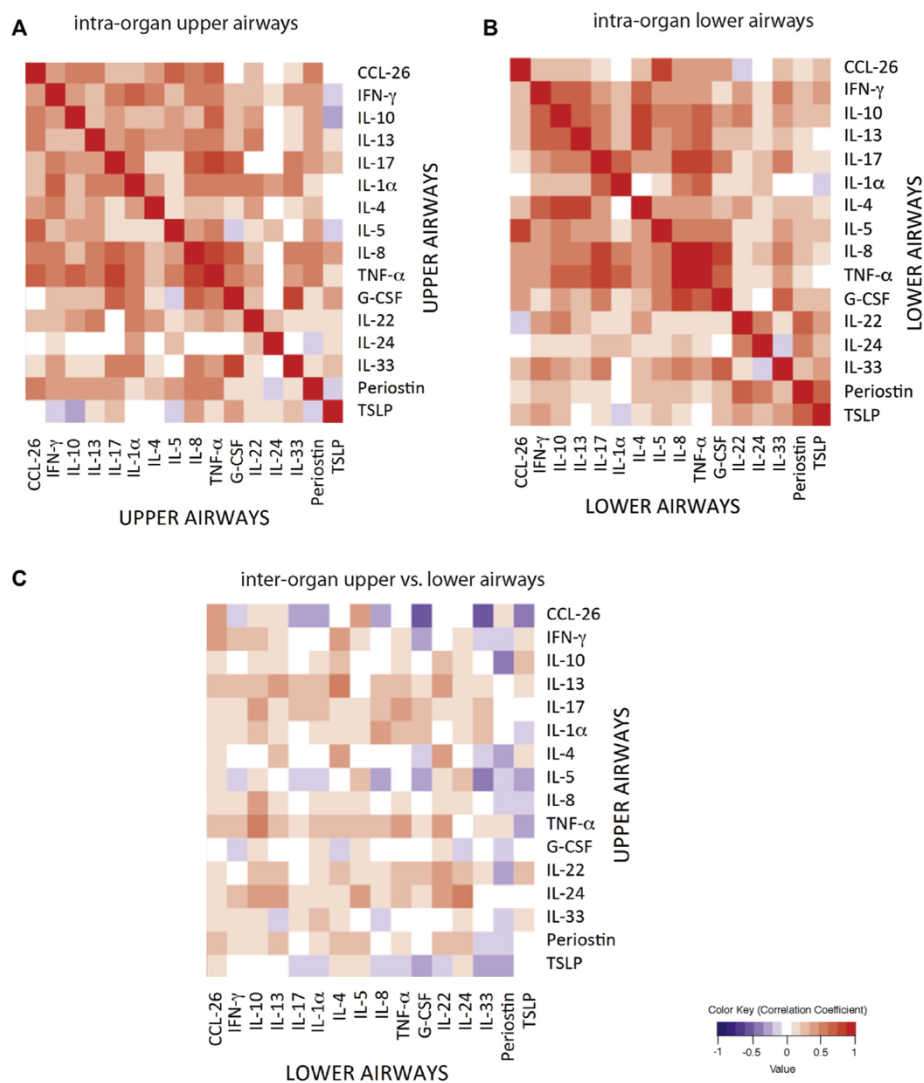 A
intra-organ upper airways
CCL-26
IFN-γ
IL-10
IL-13
IL-17
IL-1α
IL-4
IL-5
IL-8
TNF-α
G-CSF
IL-22
IL-24
IL-33
Periostin
TSLP
UPPER AIRWAYS
CCL-26
IFN-γ
IL-10
IL-13
IL-17
IL-1α
IL-4
IL-5
IL-8
TNF-α
G-CSF
IL-22
IL-24
IL-33
Periostin
TSLP
UPPER AIRWAYS
B
intra-organ lower airways
CCL-26
IFN-γ
IL-10
IL-13
IL-17
IL-1α
IL-4
IL-5
IL-8
TNF-α
G-CSF
IL-22
IL-24
IL-33
Periostin
TSLP
LOWER AIRWAYS
CCL-26
IFN-γ
IL-10
IL-13
IL-17
IL-1α
IL-4
IL-5
IL-8
TNF-α
G-CSF
IL-22
IL-24
IL-33
Periostin
TSLP
LOWER AIRWAYS
C
inter-organ upper vs. lower airways
CCL-26
IFN-γ
IL-10
IL-13
IL-17
IL-1α
IL-4
IL-5
IL-8
TNF-α
G-CSF
IL-22
IL-24
IL-33
Periostin
TSLP
UPPER AIRWAYS
CCL-26
IFN-γ
IL-10
IL-13
IL-17
IL-1α
IL-4
IL-5
IL-8
TNF-α
G-CSF
IL-22
IL-24
IL-33
Periostin
TSLP
LOWER AIRWAYS
Color Key (Correlation Coefficient)
-1 -0.5 0 0.5 1
Value